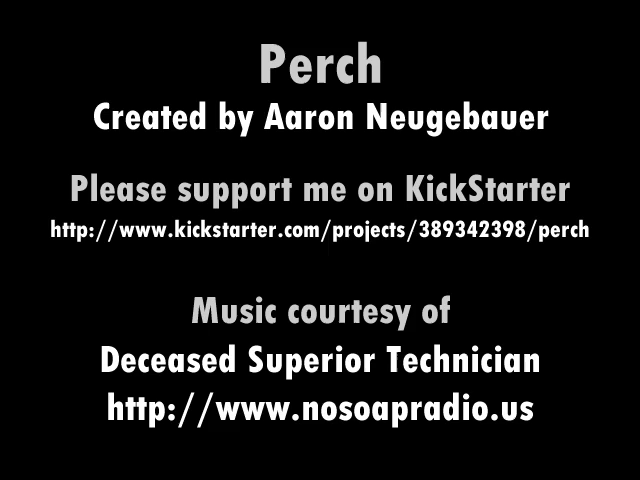 Perch
Created by Aaron Neugebauer
Please support me on KickStarter
http://www.kickstarter.com/projects/389342398/perch
Music courtesy of
Deceased Superior Technician
http://www.nosoapradio.us